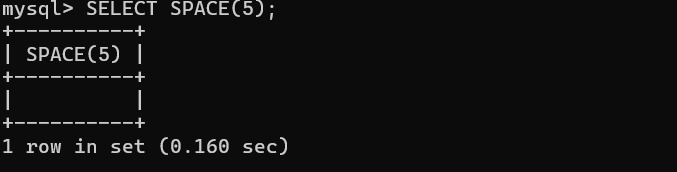 mysql> SELECT SPACE(5);
+----------+
| SPACE(5) |
+----------+
|          |
+----------+
1 row in set (0.160 sec)